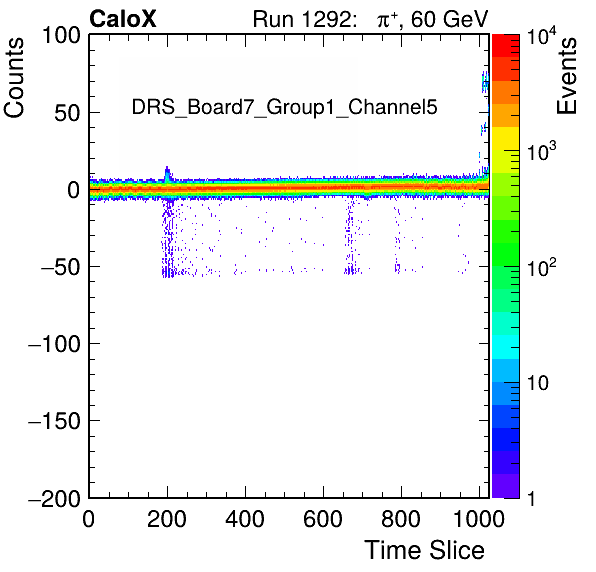 CaloX Run 1292: π⁺, 60 GeV
Counts
Events
DRS_Board7_Group1_Channel5
100
50
0
−50
−100
−150
−200
0 200 400 600 800 1000
Time Slice
10⁴
10³
10²
10
1